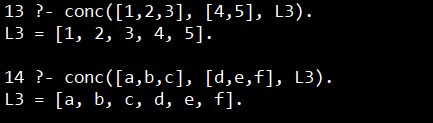 13 ?- conc([1,2,3], [4,5], L3).
L3 = [1, 2, 3, 4, 5].
14 ?- conc([a,b,c], [d,e,f], L3).
L3 = [a, b, c, d, e, f].